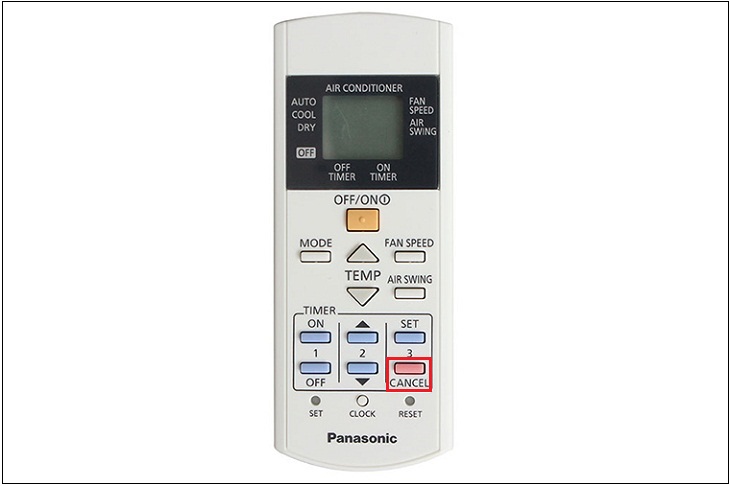 AIR CONDITIONER
AUTO
COOL
DRY
OFF
FAN
SPEED
AIR
SWING
OFF
TIMER
ON
TIMER
OFF/ON
MODE
FAN SPEED
TEMP
AIR SWING
TIMER
ON
SET
1
2
3
OFF
CANCEL
SET
CLOCK
RESET
Panasonic